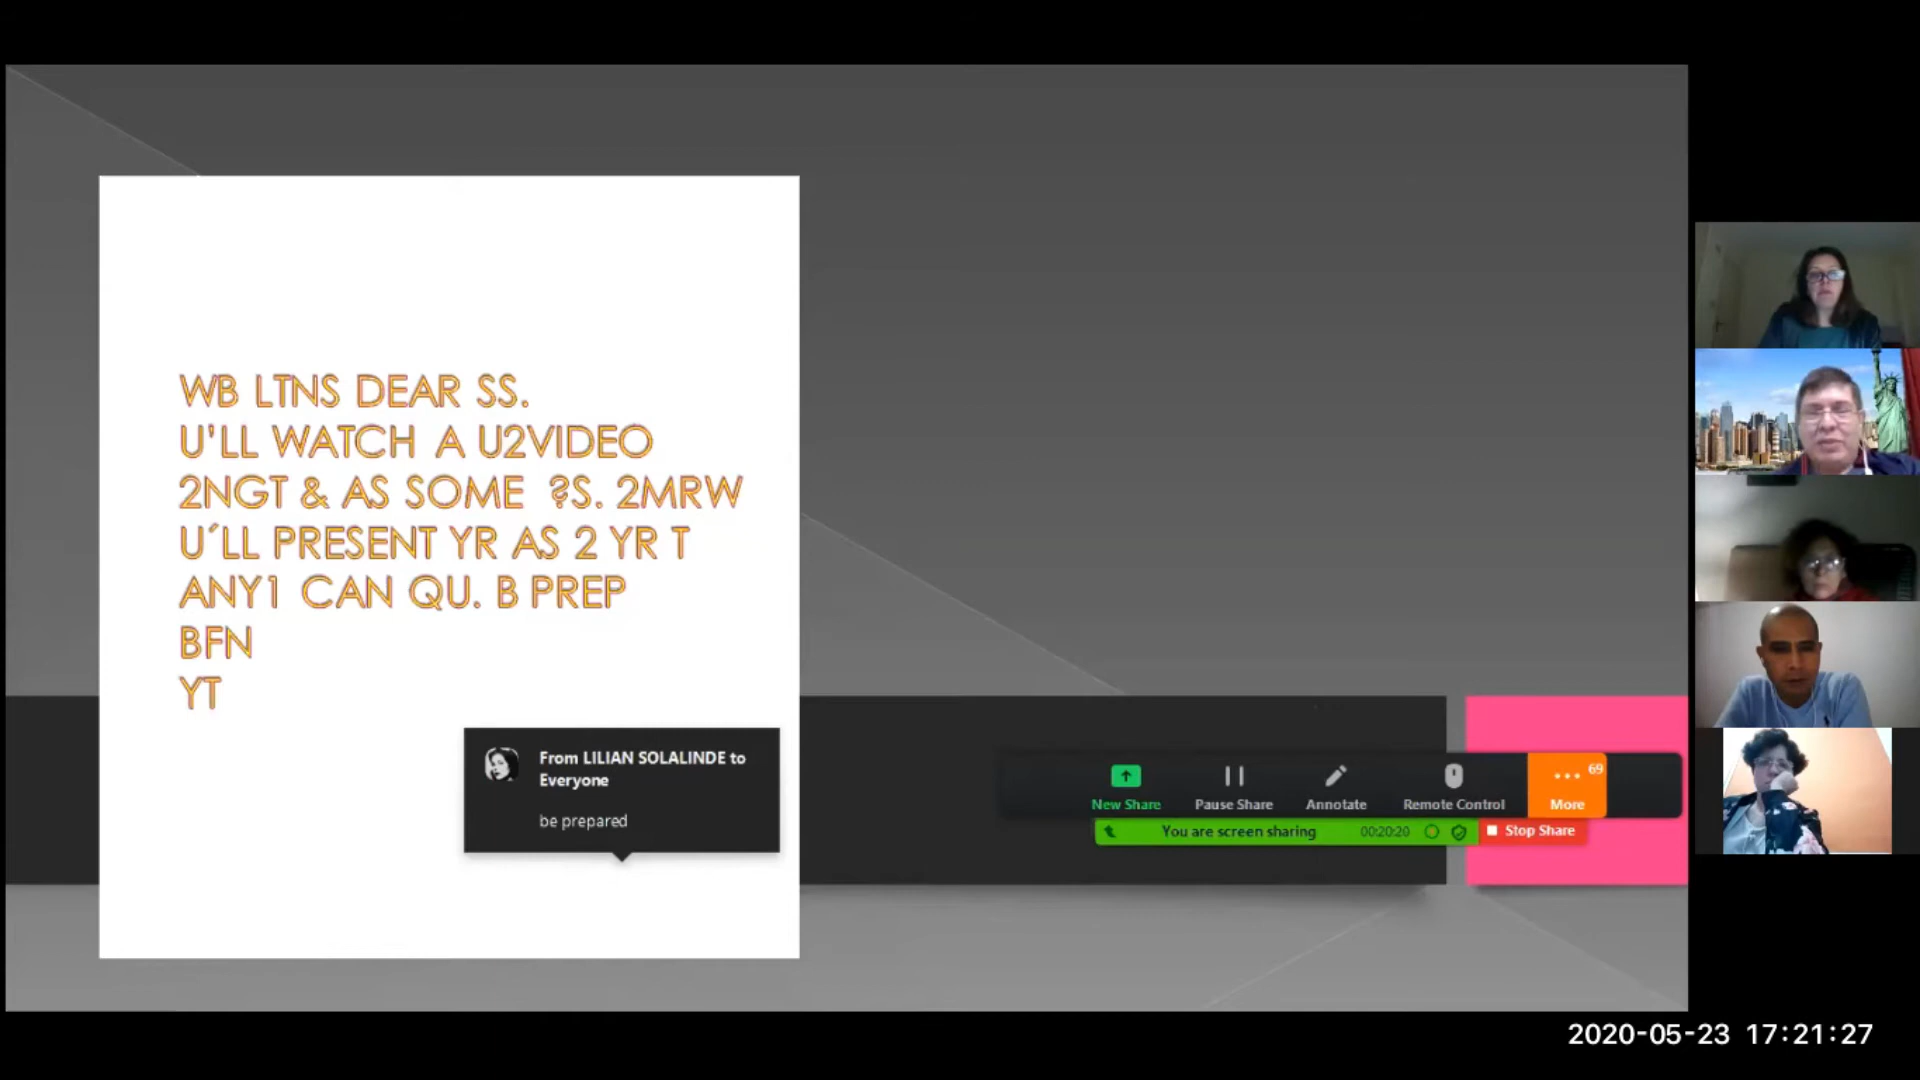 WB LTNS DEAR SS.
U'LL WATCH A U2VIDEO
2NGT & AS SOME ?S. 2MRW
U´LL PRESENT YR AS 2 YR T
ANY1 CAN QU. B PREP
BFN
YT
From LILIAN SOLALINDE to
Everyone
be prepared
New Share
Pause Share
Annotate
Remote Control
69
More
You are screen sharing
00:20:20
Stop Share
2020-05-23 17:21:27